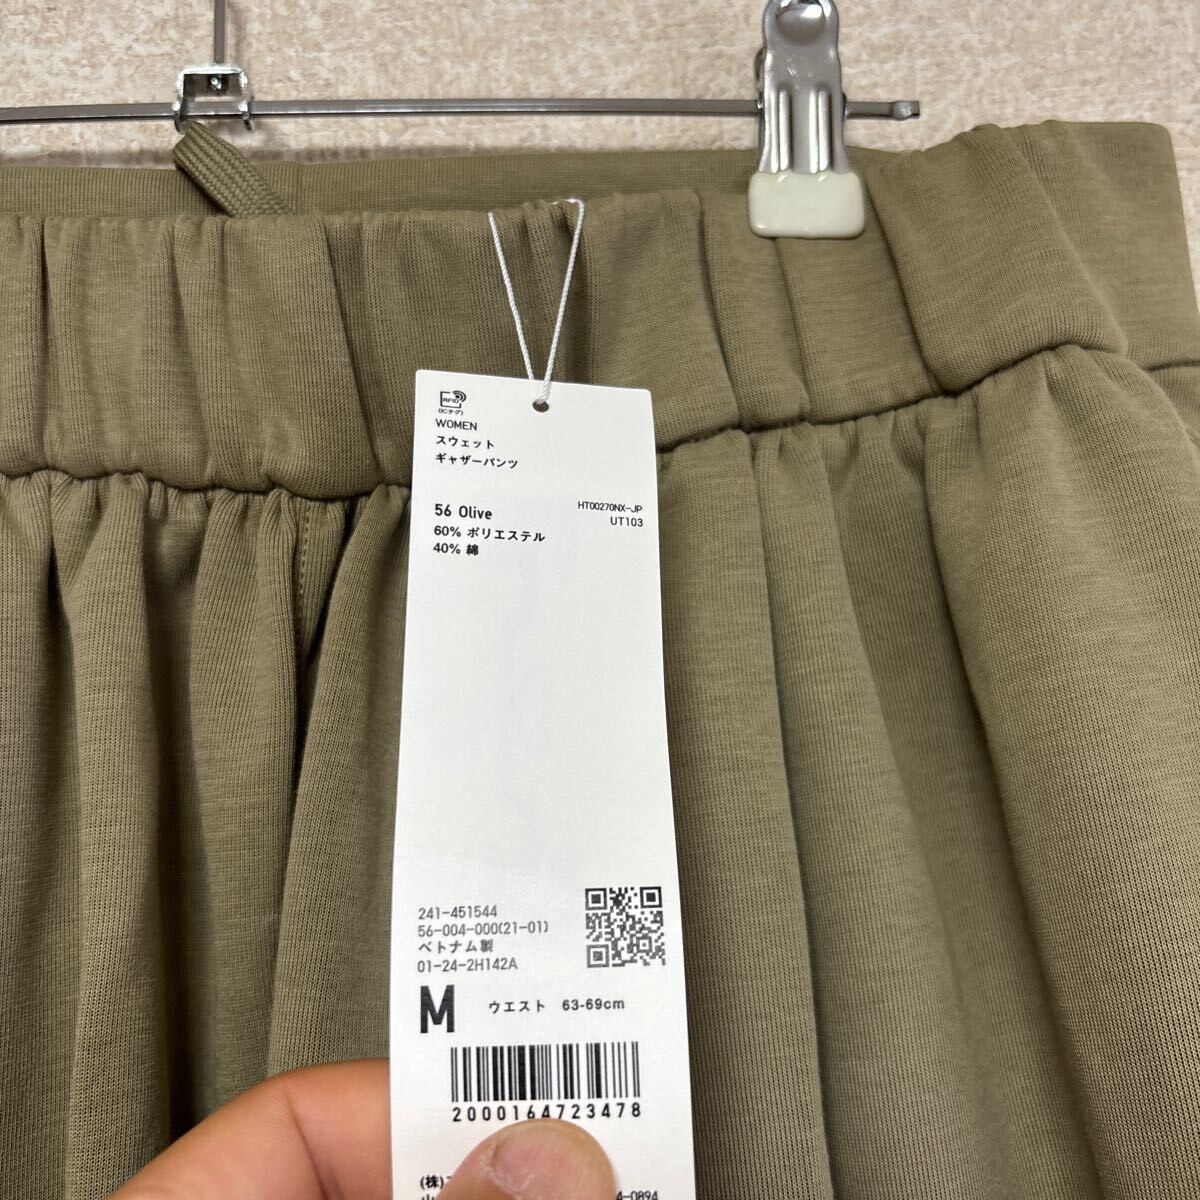 RFID
(ICタグ)
WOMEN
スウェット
ギャザーパンツ
56 Olive
HT00270NX-JP
UT103
60% ポリエステル
40% 綿
241-451544
56-004-000(21-01)
ベトナム製
01-24-2H142A
M ウエスト 63-69cm
2000164723478
(株)
4-0894